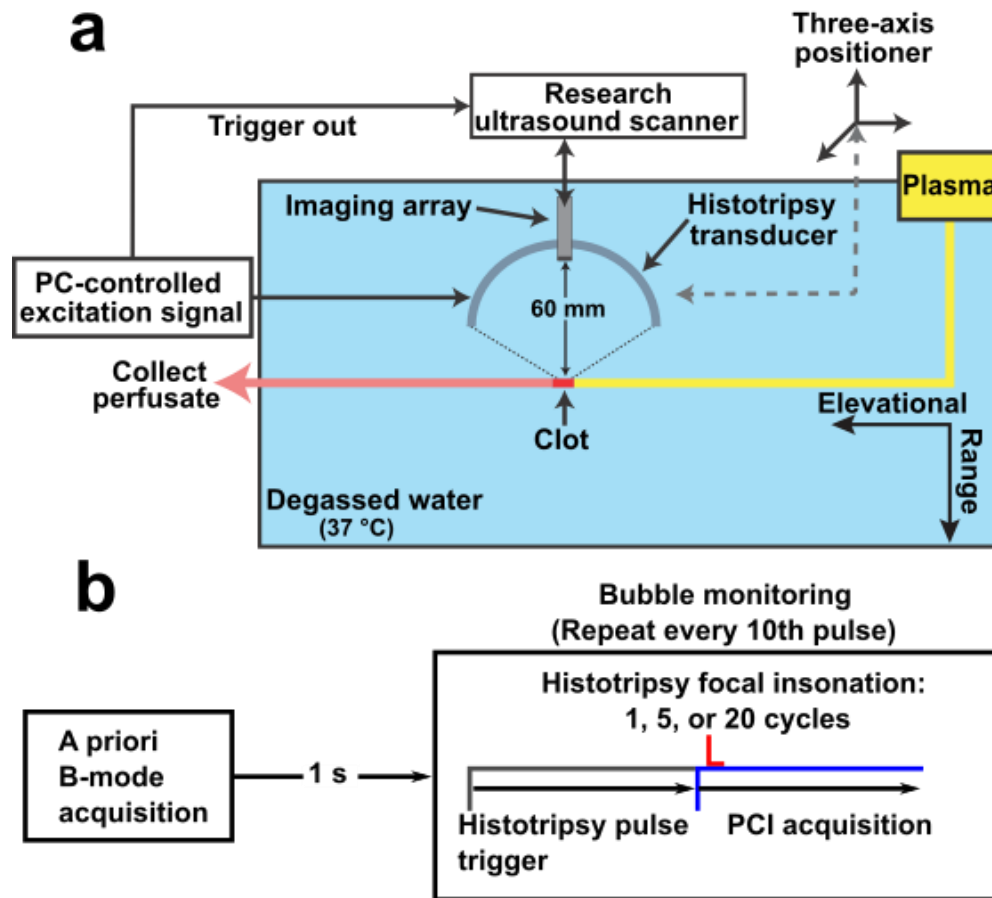 a
Three-axis
positioner
Research
ultrasound scanner
Trigger out
Plasma
Imaging array
Histotripsy
transducer
PC-controlled
excitation signal
60 mm
Collect
perfusate
Elevational
Clot
Range
Degassed water
(37 °C)
b
Bubble monitoring
(Repeat every 10th pulse)
Histotripsy focal insonation:
1, 5, or 20 cycles
A priori
B-mode
acquisition
1 s
Histotripsy pulse
trigger
PCI acquisition